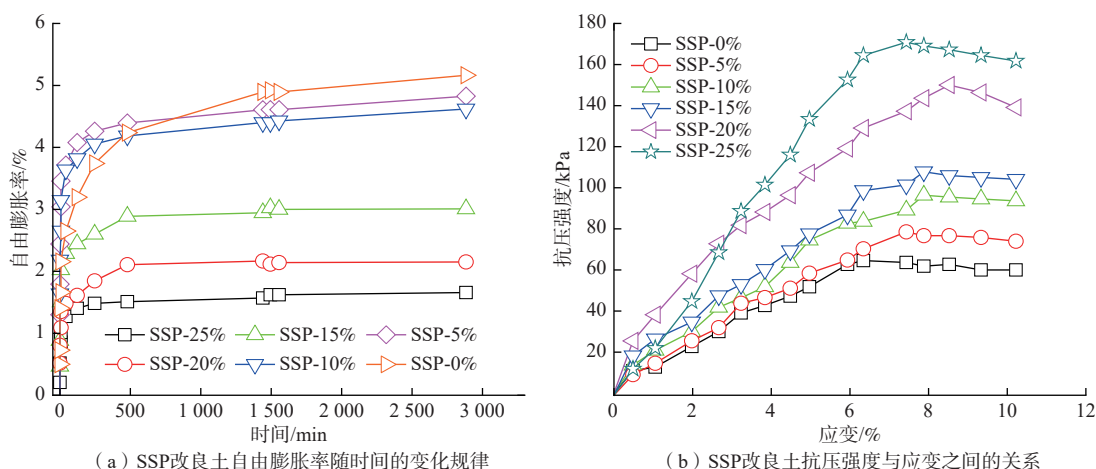 6
5
4
3
2
1
0
自由膨胀率/%
0
500
1 000
1 500
2 000
2 500
3 000
时间/min
SSP-25%
SSP-15%
SSP-5%
SSP-20%
SSP-10%
SSP-0%
（a）SSP改良土自由膨胀率随时间的变化规律
180
160
140
120
100
80
60
40
20
抗压强度/kPa
SSP-0%
SSP-5%
SSP-10%
SSP-15%
SSP-20%
SSP-25%
0
2
4
6
8
10
12
应变/%
（b）SSP改良土抗压强度与应变之间的关系